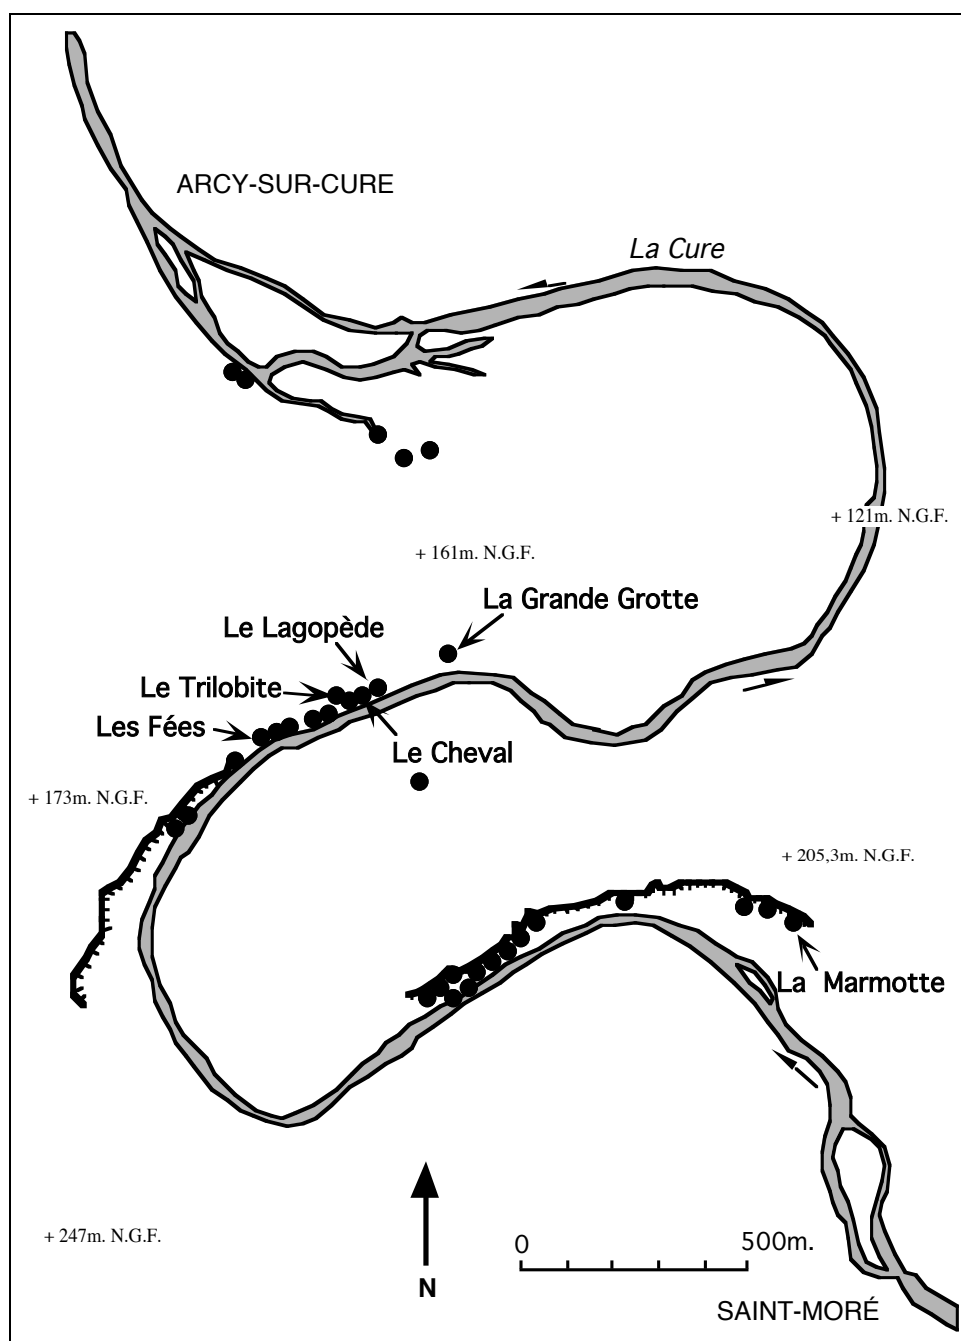 ARCY-SUR-CURE
La Cure
+ 121m. N.G.F.
+ 161m. N.G.F.
La Grande Grotte
Le Lagopède
Le Trilobite
Les Fées
Le Cheval
+ 173m. N.G.F.
+ 205,3m. N.G.F.
La Marmotte
+ 247m. N.G.F.
0 500m.
N
SAINT-MORÉ